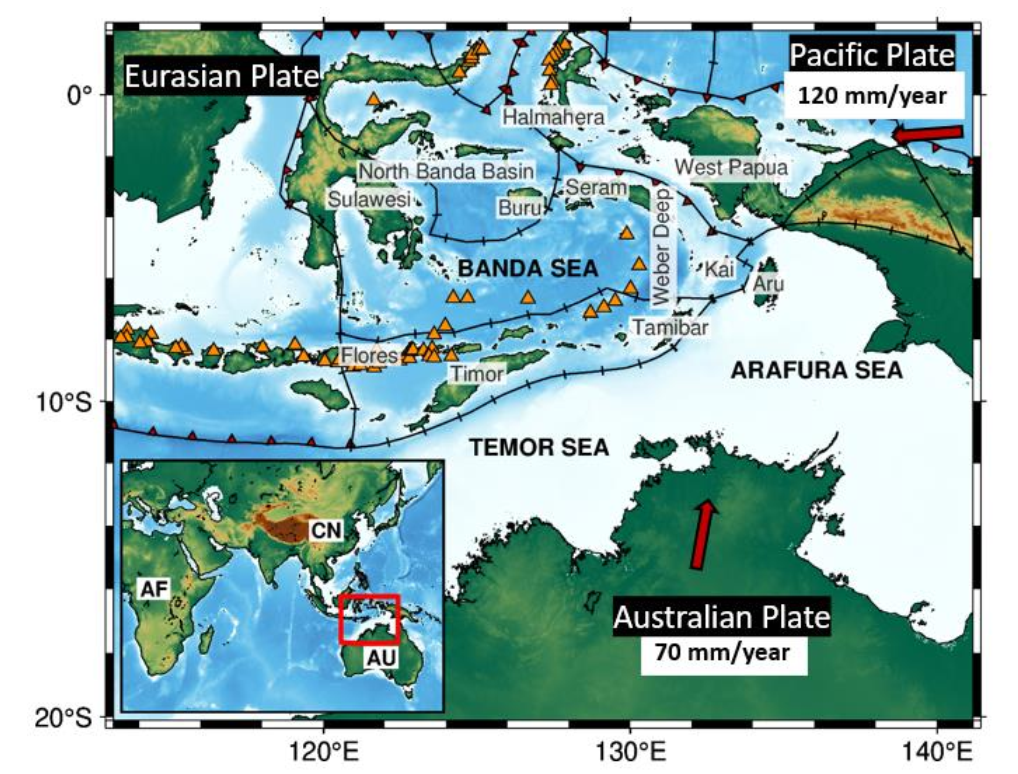 Eurasian Plate
Pacific Plate
120 mm/year
0°
Halmahera
North Banda Basin
West Papua
Sulawesi
Seram
Buru
Weber Deep
BANDA SEA
Kai
Aru
Tamibar
Flores
Timor
ARAFURA SEA
10°S
TEMOR SEA
CN
AF
AU
Australian Plate
70 mm/year
20°S
120°E
130°E
140°E